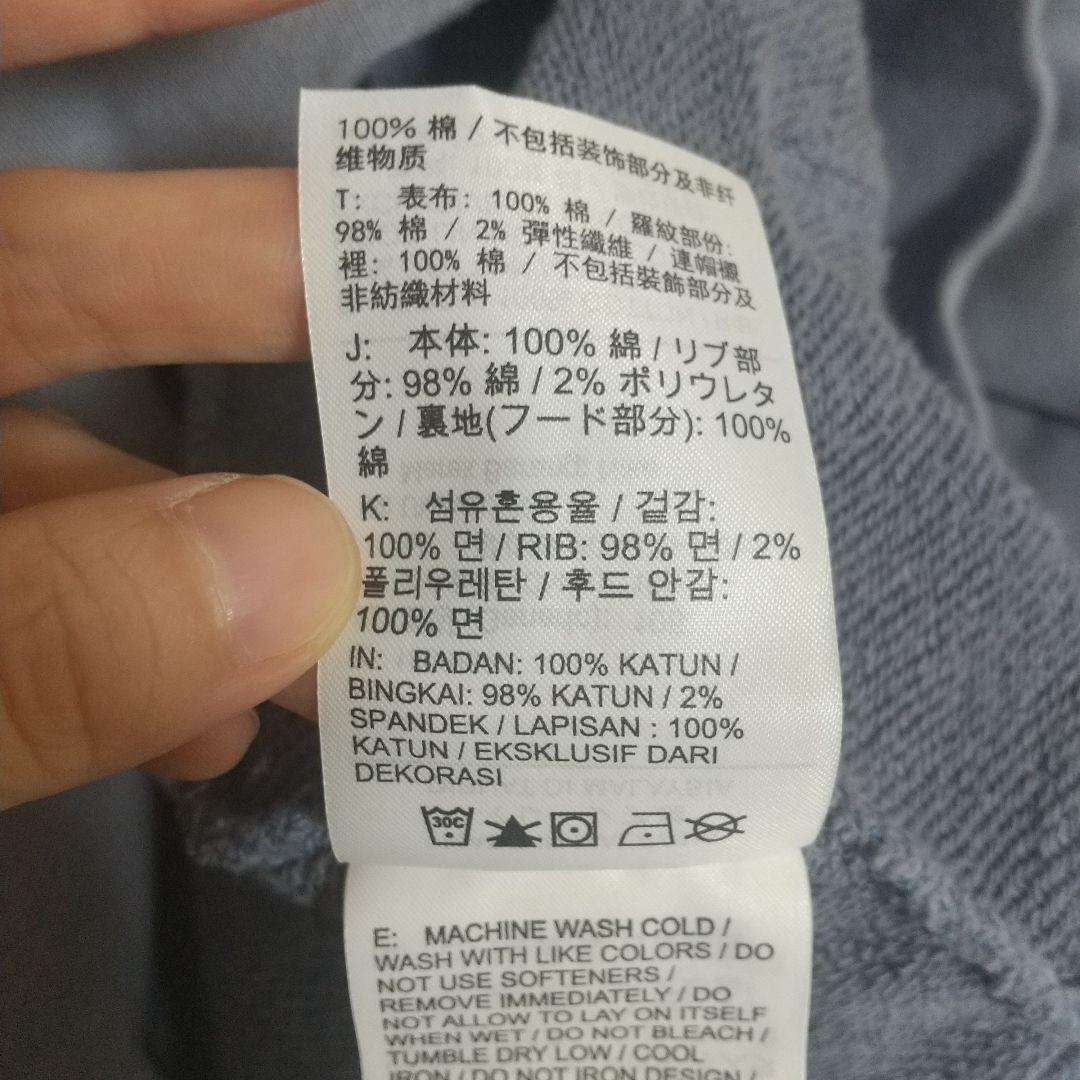 100% 棉 / 不包括装饰部分及非纤
维物质
T: 表布: 100% 棉 / 羅紋部份:
98% 棉 / 2% 彈性纖維 / 連帽襯
裡: 100% 棉 / 不包括裝飾部分及
非紡織材料
J: 本体: 100% 綿 / リブ部
分: 98% 綿 / 2% ポリウレタ
ン / 裏地(フード部分): 100%
綿
K: 섬유혼용율 / 겉감:
100% 면 / RIB: 98% 면 / 2%
폴리우레탄 / 후드 안감:
100% 면
IN: BADAN: 100% KATUN /
BINGKAI: 98% KATUN / 2%
SPANDEK / LAPISAN : 100%
KATUN / EKSKLUSIF DARI
DEKORASI
30C
E: MACHINE WASH COLD /
WASH WITH LIKE COLORS / DO
NOT USE SOFTENERS /
REMOVE IMMEDIATELY / DO
NOT ALLOW TO LAY ON ITSELF
WHEN WET / DO NOT BLEACH /
TUMBLE DRY LOW / COOL
IRON / DO NOT IRON DESIGN /